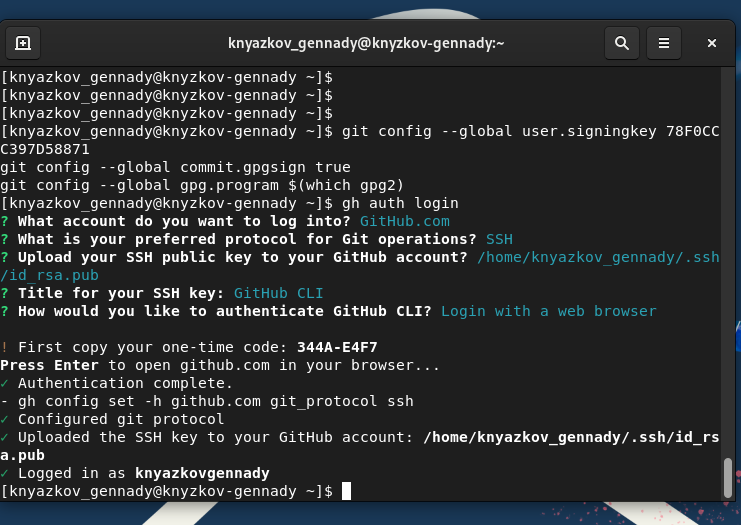 knyazkov_gennady@knyzkov-gennady:~
[knyazkov_gennady@knyzkov-gennady ~]$
[knyazkov_gennady@knyzkov-gennady ~]$
[knyazkov_gennady@knyzkov-gennady ~]$
[knyazkov_gennady@knyzkov-gennady ~]$ git config --global user.signingkey 78F0CC
C397D58871
git config --global commit.gpgsign true
git config --global gpg.program $(which gpg2)
[knyazkov_gennady@knyzkov-gennady ~]$ gh auth login
? What account do you want to log into? GitHub.com
? What is your preferred protocol for Git operations? SSH
? Upload your SSH public key to your GitHub account? /home/knyazkov_gennady/.ssh
/id_rsa.pub
? Title for your SSH key: GitHub CLI
? How would you like to authenticate GitHub CLI? Login with a web browser
! First copy your one-time code: 344A-E4F7
Press Enter to open github.com in your browser...
✓ Authentication complete.
- gh config set -h github.com git_protocol ssh
✓ Configured git protocol
✓ Uploaded the SSH key to your GitHub account: /home/knyazkov_gennady/.ssh/id_rs
a.pub
✓ Logged in as knyazkovgennady
[knyazkov_gennady@knyzkov-gennady ~]$